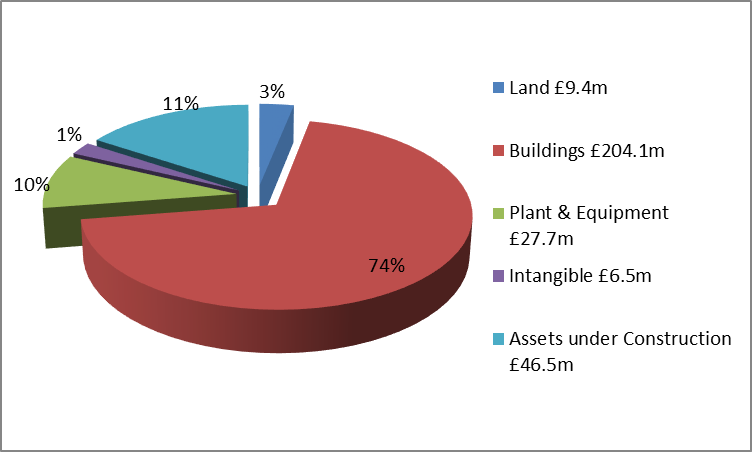 3%
11%
1%
10%
74%
Land £9.4m
Buildings £204.1m
Plant & Equipment
£27.7m
Intangible £6.5m
Assets under Construction
£46.5m